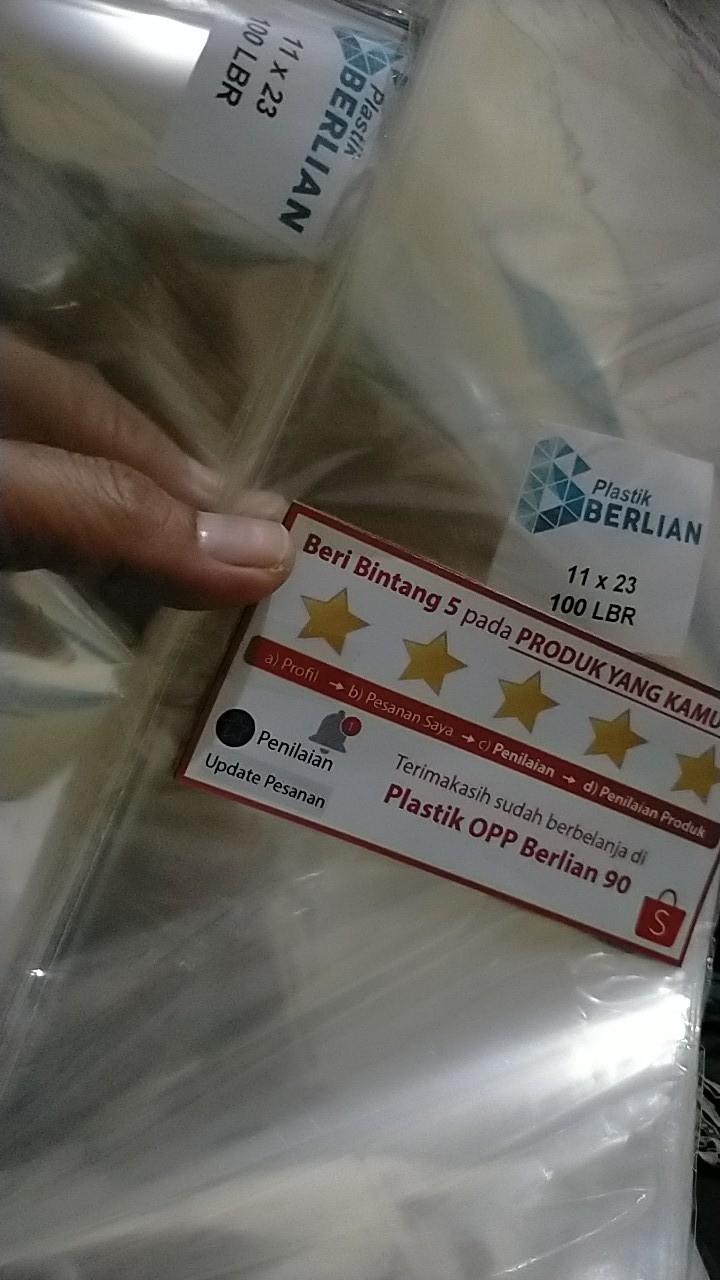 Plastik
BERLIAN
11 x 23
100 LBR
Plastik
BERLIAN
11 x 23
100 LBR
Beri Bintang 5 pada PRODUK YANG KAMU
a) Profil → b) Pesanan Saya → c) Penilaian → d) Penilaian Produk
1
Penilaian
Update Pesanan
Terimakasih sudah berbelanja di
Plastik OPP Berlian 90
S